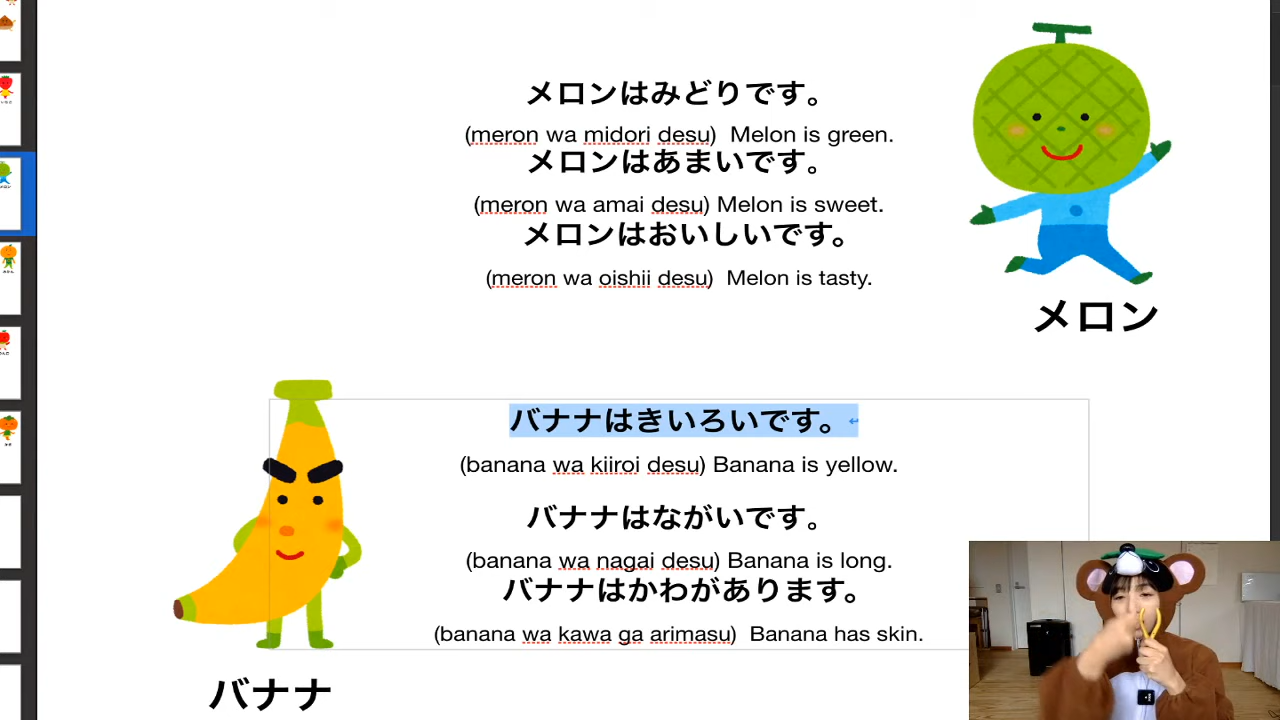 メロンはみどりです。
(meron wa midori desu)  Melon is green.
メロンはあまいです。
(meron wa amai desu) Melon is sweet.
メロンはおいしいです。
(meron wa oishii desu)  Melon is tasty.
メロン
バナナはきいろいです。
(banana wa kiiroi desu) Banana is yellow.
バナナはながいです。
(banana wa nagai desu) Banana is long.
バナナはかわがあります。
(banana wa kawa ga arimasu)  Banana has skin.
バナナ